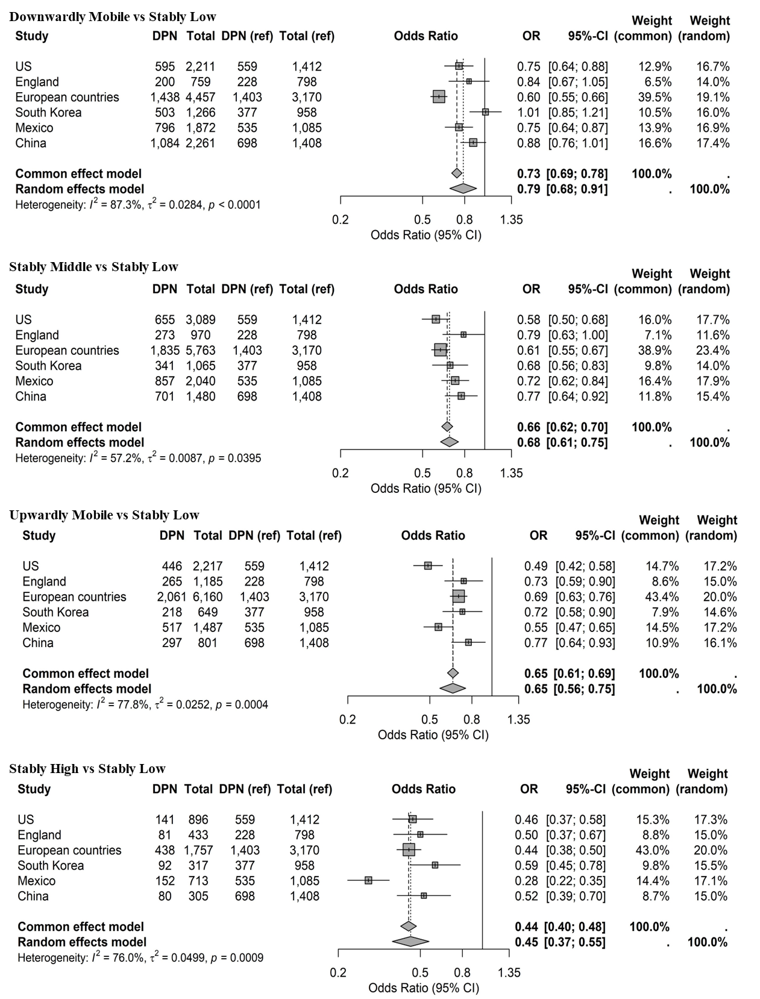 Downwardly Mobile vs Stably Low
Weight Weight
Study DPN Total DPN (ref) Total (ref) Odds Ratio OR 95%-CI (common) (random)
US 595 2,211 559 1,412 0.75 [0.64; 0.88] 12.9% 16.7%
England 200 759 228 798 0.84 [0.67; 1.05] 6.5% 14.0%
European countries 1,438 4,457 1,403 3,170 0.60 [0.55; 0.66] 39.5% 19.1%
South Korea 503 1,266 377 958 1.01 [0.85; 1.21] 10.5% 16.0%
Mexico 796 1,872 535 1,085 0.75 [0.64; 0.87] 13.9% 16.9%
China 1,084 2,261 698 1,408 0.88 [0.76; 1.01] 16.6% 17.4%
Common effect model 0.73 [0.69; 0.78] 100.0% .
Random effects model 0.79 [0.68; 0.91] . 100.0%
Heterogeneity: I² = 87.3%, τ² = 0.0284, p < 0.0001
0.2 0.5 0.8 1.35
Odds Ratio (95% CI)
Stably Middle vs Stably Low
Weight Weight
Study DPN Total DPN (ref) Total (ref) Odds Ratio OR 95%-CI (common) (random)
US 655 3,089 559 1,412 0.58 [0.50; 0.68] 16.0% 17.7%
England 273 970 228 798 0.79 [0.63; 1.00] 7.1% 11.6%
European countries 1,835 5,763 1,403 3,170 0.61 [0.55; 0.67] 38.9% 23.4%
South Korea 341 1,065 377 958 0.68 [0.56; 0.83] 9.8% 14.0%
Mexico 857 2,040 535 1,085 0.72 [0.62; 0.84] 16.4% 17.9%
China 701 1,480 698 1,408 0.77 [0.64; 0.92] 11.8% 15.4%
Common effect model 0.66 [0.62; 0.70] 100.0% .
Random effects model 0.68 [0.61; 0.75] . 100.0%
Heterogeneity: I² = 57.2%, τ² = 0.0087, p = 0.0395
0.2 0.5 0.8 1.35
Odds Ratio (95% CI)
Upwardly Mobile vs Stably Low
Weight Weight
Study DPN Total DPN (ref) Total (ref) Odds Ratio OR 95%-CI (common) (random)
US 446 2,217 559 1,412 0.49 [0.42; 0.58] 14.7% 17.2%
England 265 1,185 228 798 0.73 [0.59; 0.90] 8.6% 15.0%
European countries 2,061 6,160 1,403 3,170 0.69 [0.63; 0.76] 43.4% 20.0%
South Korea 218 649 377 958 0.72 [0.58; 0.90] 7.9% 14.6%
Mexico 517 1,487 535 1,085 0.55 [0.47; 0.65] 14.5% 17.2%
China 297 801 698 1,408 0.77 [0.64; 0.93] 10.9% 16.1%
Common effect model 0.65 [0.61; 0.69] 100.0% .
Random effects model 0.65 [0.56; 0.75] . 100.0%
Heterogeneity: I² = 77.8%, τ² = 0.0252, p = 0.0004
0.2 0.5 0.8 1.35
Odds Ratio (95% CI)
Stably High vs Stably Low
Weight Weight
Study DPN Total DPN (ref) Total (ref) Odds Ratio OR 95%-CI (common) (random)
US 141 896 559 1,412 0.46 [0.37; 0.58] 15.3% 17.3%
England 81 433 228 798 0.50 [0.37; 0.67] 8.8% 15.0%
European countries 438 1,757 1,403 3,170 0.44 [0.38; 0.50] 43.0% 20.0%
South Korea 92 317 377 958 0.59 [0.45; 0.78] 9.8% 15.5%
Mexico 152 713 535 1,085 0.28 [0.22; 0.35] 14.4% 17.1%
China 80 305 698 1,408 0.52 [0.39; 0.70] 8.7% 15.0%
Common effect model 0.44 [0.40; 0.48] 100.0% .
Random effects model 0.45 [0.37; 0.55] . 100.0%
Heterogeneity: I² = 76.0%, τ² = 0.0499, p = 0.0009
0.2 0.5 0.8 1.35
Odds Ratio (95% CI)